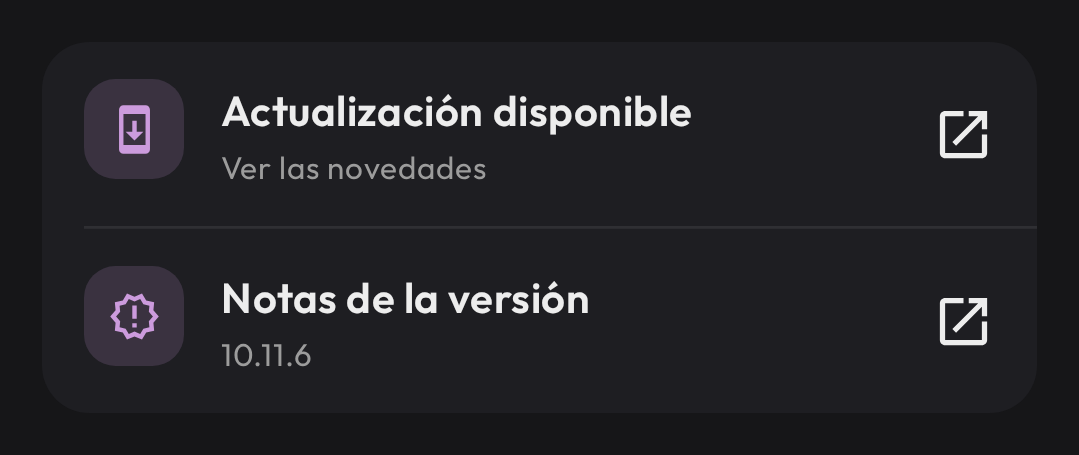 Actualización disponible
Ver las novedades
Notas de la versión
10.11.6